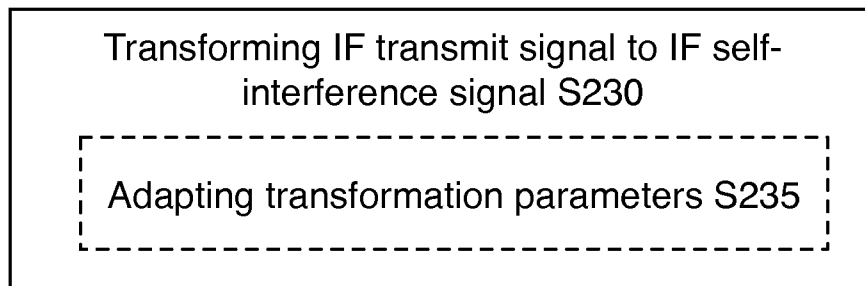 Transforming IF transmit signal to IF self-
interference signal S230
Adapting transformation parameters S235